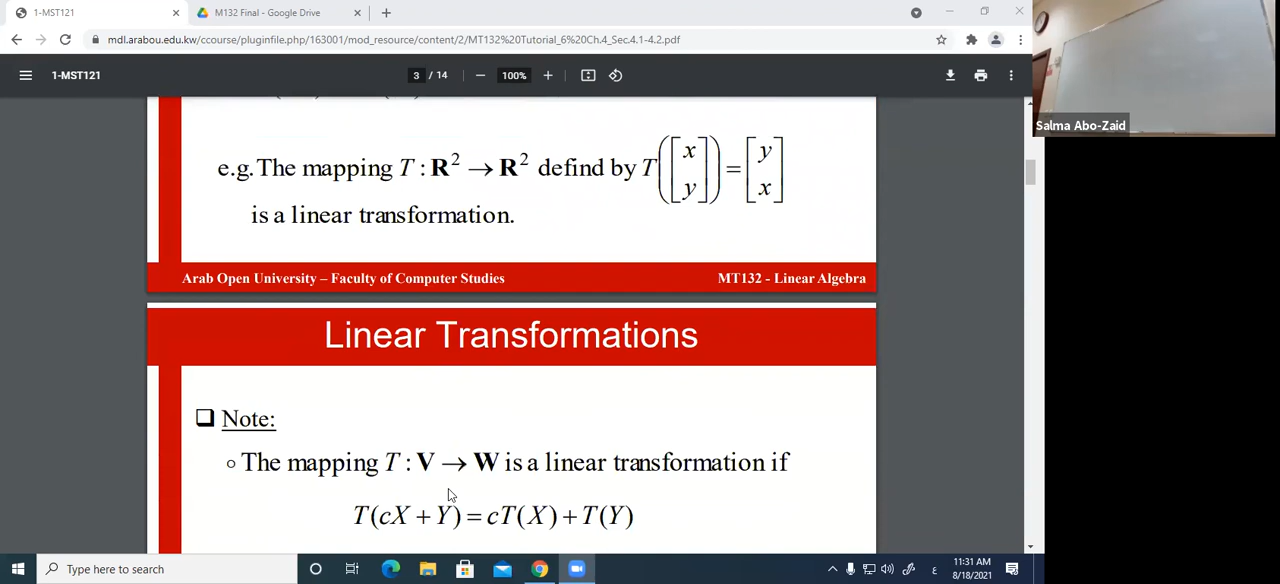 1-MST121
M132 Final - Google Drive
mdl.arabou.edu.kw/ccourse/pluginfile.php/163001/mod_resource/content/2/MT132%20Tutorial_6%20Ch.4_Sec.4.1-4.2.pdf
1-MST121
3 / 14
100%
Salma Abo-Zaid
e.g. The mapping T : R² → R² defind by T([x y]) = [y x]
is a linear transformation.
Arab Open University – Faculty of Computer Studies
MT132 - Linear Algebra
Linear Transformations
Note:
The mapping T : V → W is a linear transformation if
T(cX + Y) = cT(X) + T(Y)
Type here to search
ع
11:31 AM
8/18/2021